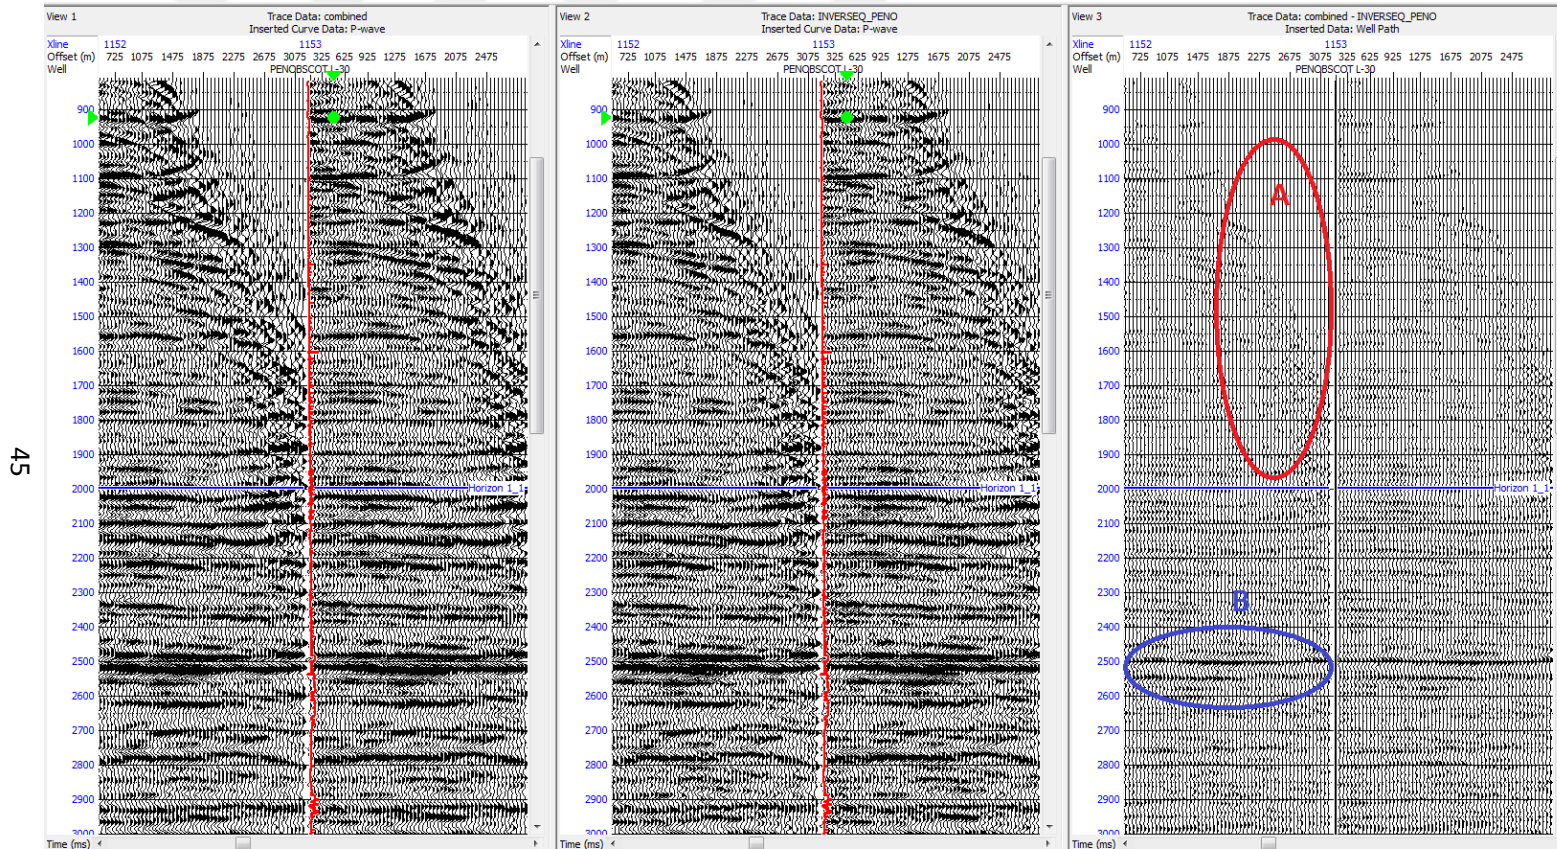 View 1
Trace Data: combined
Inserted Curve Data: P-wave
Xline 1152 1153
Offset (m) 725 1075 1475 1875 2275 2675 3075 325 625 925 1275 1675 2075 2475
Well PENOBSCOT L-30
900
1000
1100
1200
1300
1400
1500
1600
1700
1800
1900
2000
Horizon 1_1
2100
2200
2300
2400
2500
2600
2700
2800
2900
3000
Time (ms)
View 2
Trace Data: INVERSEQ_PENO
Inserted Curve Data: P-wave
Xline 1152 1153
Offset (m) 725 1075 1475 1875 2275 2675 3075 325 625 925 1275 1675 2075 2475
Well PENOBSCOT L-30
900
1000
1100
1200
1300
1400
1500
1600
1700
1800
1900
2000
Horizon 1_1
2100
2200
2300
2400
2500
2600
2700
2800
2900
3000
Time (ms)
View 3
Trace Data: combined - INVERSEQ_PENO
Inserted Data: Well Path
Xline 1152 1153
Offset (m) 725 1075 1475 1875 2275 2675 3075 325 625 925 1275 1675 2075 2475
Well PENOBSCOT L-30
900
1000
1100
A
1200
1300
1400
1500
1600
1700
1800
1900
2000
Horizon 1_1
2100
2200
2300
B
2400
2500
2600
2700
2800
2900
3000
Time (ms)
45